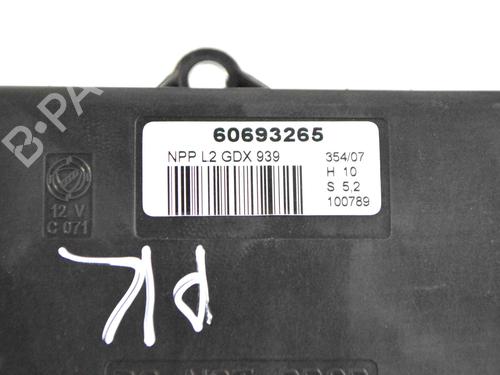 60693265
NPP L2 GDX 939
354/07
H 10
S 5,2
100789
12 V
C 071
PL
B-PA